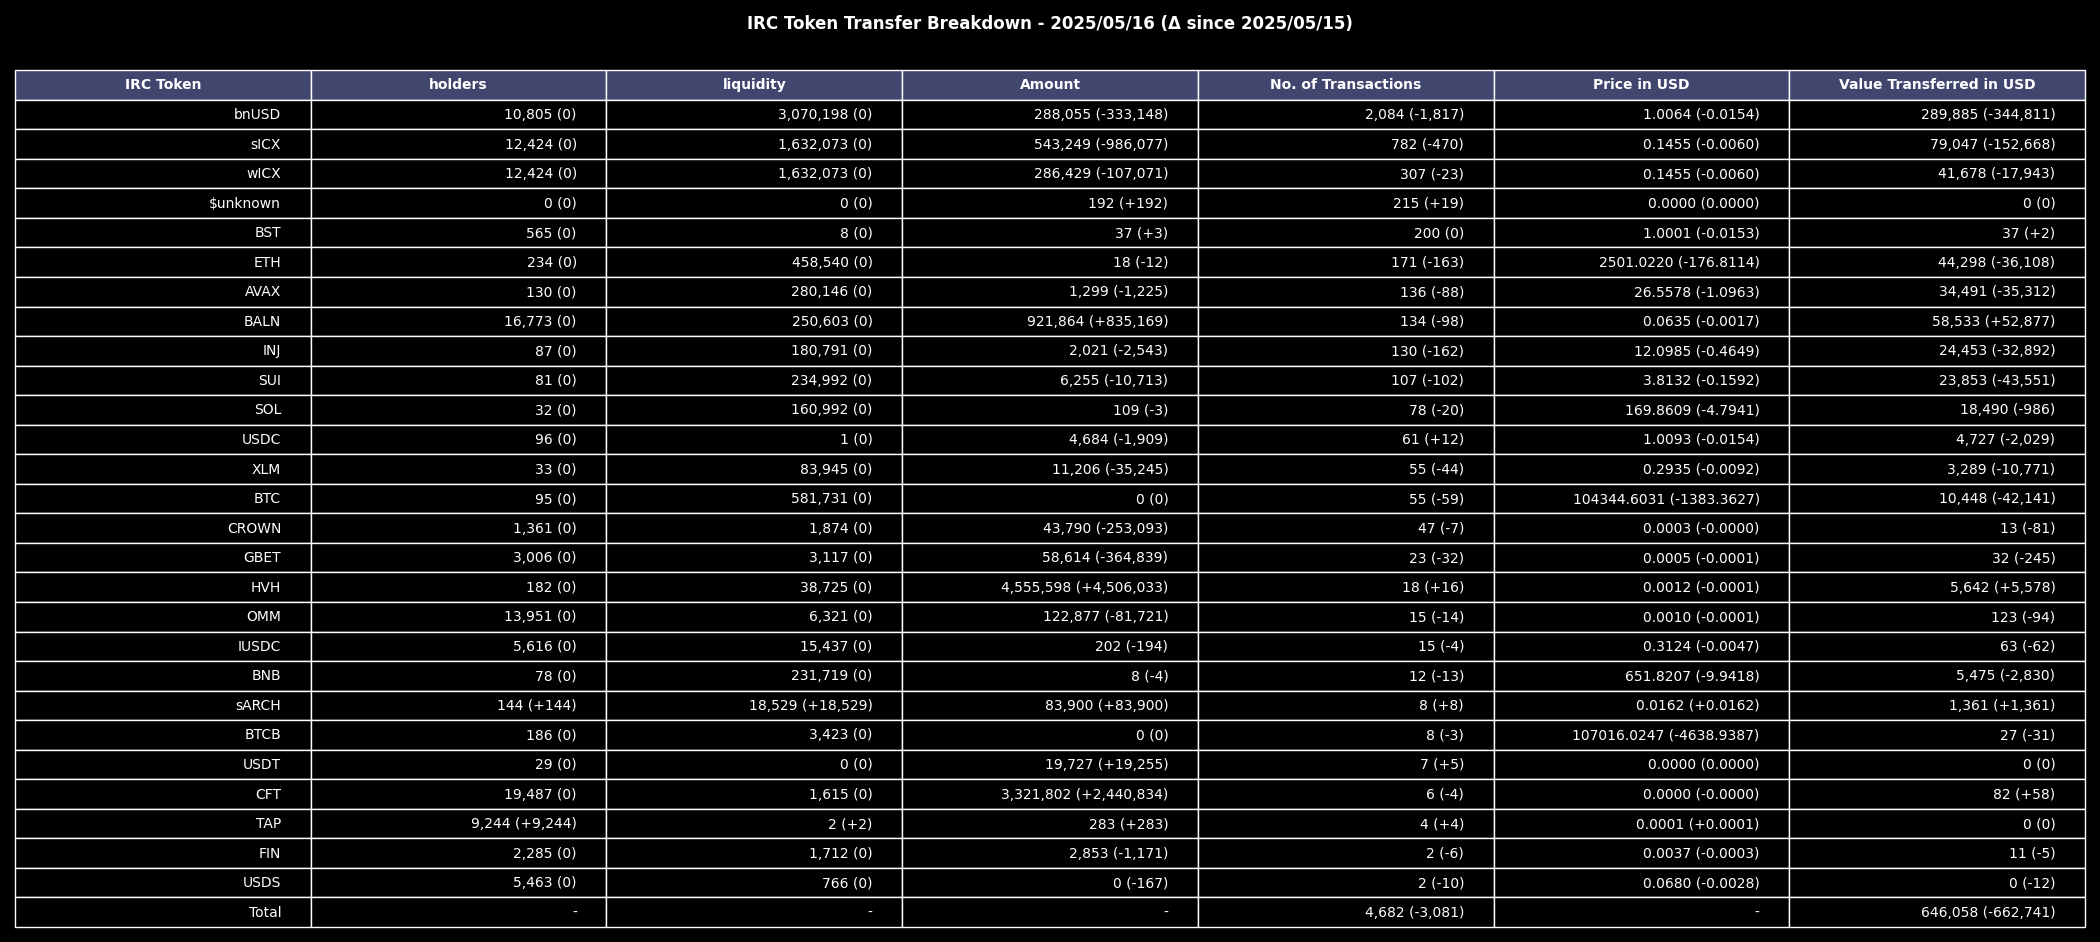 IRC Token Transfer Breakdown - 2025/05/16 (Δ since 2025/05/15)
IRC Token holders liquidity Amount No. of Transactions Price in USD Value Transferred in USD
bnUSD 10,805 (0) 3,070,198 (0) 288,055 (-333,148) 2,084 (-1,817) 1.0064 (-0.0154) 289,885 (-344,811)
sICX 12,424 (0) 1,632,073 (0) 543,249 (-986,077) 782 (-470) 0.1455 (-0.0060) 79,047 (-152,668)
wICX 12,424 (0) 1,632,073 (0) 286,429 (-107,071) 307 (-23) 0.1455 (-0.0060) 41,678 (-17,943)
$unknown 0 (0) 0 (0) 192 (+192) 215 (+19) 0.0000 (0.0000) 0 (0)
BST 565 (0) 8 (0) 37 (+3) 200 (0) 1.0001 (-0.0153) 37 (+2)
ETH 234 (0) 458,540 (0) 18 (-12) 171 (-163) 2501.0220 (-176.8114) 44,298 (-36,108)
AVAX 130 (0) 280,146 (0) 1,299 (-1,225) 136 (-88) 26.5578 (-1.0963) 34,491 (-35,312)
BALN 16,773 (0) 250,603 (0) 921,864 (+835,169) 134 (-98) 0.0635 (-0.0017) 58,533 (+52,877)
INJ 87 (0) 180,791 (0) 2,021 (-2,543) 130 (-162) 12.0985 (-0.4649) 24,453 (-32,892)
SUI 81 (0) 234,992 (0) 6,255 (-10,713) 107 (-102) 3.8132 (-0.1592) 23,853 (-43,551)
SOL 32 (0) 160,992 (0) 109 (-3) 78 (-20) 169.8609 (-4.7941) 18,490 (-986)
USDC 96 (0) 1 (0) 4,684 (-1,909) 61 (+12) 1.0093 (-0.0154) 4,727 (-2,029)
XLM 33 (0) 83,945 (0) 11,206 (-35,245) 55 (-44) 0.2935 (-0.0092) 3,289 (-10,771)
BTC 95 (0) 581,731 (0) 0 (0) 55 (-59) 104344.6031 (-1383.3627) 10,448 (-42,141)
CROWN 1,361 (0) 1,874 (0) 43,790 (-253,093) 47 (-7) 0.0003 (-0.0000) 13 (-81)
GBET 3,006 (0) 3,117 (0) 58,614 (-364,839) 23 (-32) 0.0005 (-0.0001) 32 (-245)
HVH 182 (0) 38,725 (0) 4,555,598 (+4,506,033) 18 (+16) 0.0012 (-0.0001) 5,642 (+5,578)
OMM 13,951 (0) 6,321 (0) 122,877 (-81,721) 15 (-14) 0.0010 (-0.0001) 123 (-94)
IUSDC 5,616 (0) 15,437 (0) 202 (-194) 15 (-4) 0.3124 (-0.0047) 63 (-62)
BNB 78 (0) 231,719 (0) 8 (-4) 12 (-13) 651.8207 (-9.9418) 5,475 (-2,830)
sARCH 144 (+144) 18,529 (+18,529) 83,900 (+83,900) 8 (+8) 0.0162 (+0.0162) 1,361 (+1,361)
BTCB 186 (0) 3,423 (0) 0 (0) 8 (-3) 107016.0247 (-4638.9387) 27 (-31)
USDT 29 (0) 0 (0) 19,727 (+19,255) 7 (+5) 0.0000 (0.0000) 0 (0)
CFT 19,487 (0) 1,615 (0) 3,321,802 (+2,440,834) 6 (-4) 0.0000 (-0.0000) 82 (+58)
TAP 9,244 (+9,244) 2 (+2) 283 (+283) 4 (+4) 0.0001 (+0.0001) 0 (0)
FIN 2,285 (0) 1,712 (0) 2,853 (-1,171) 2 (-6) 0.0037 (-0.0003) 11 (-5)
USDS 5,463 (0) 766 (0) 0 (-167) 2 (-10) 0.0680 (-0.0028) 0 (-12)
Total - - - 4,682 (-3,081) - 646,058 (-662,741)